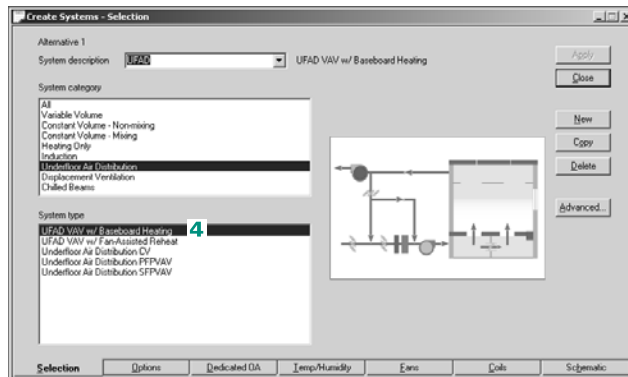 Create Systems - Selection
Alternative 1
System description UFAD UFAD VAV w/ Baseboard Heating
Apply
Close
System category
All
Variable Volume
Constant Volume - Non-mixing
Constant Volume - Mixing
Heating Only
Induction
Underfloor Air Distribution
Displacement Ventilation
Chilled Beams
New
Copy
Delete
Advanced...
System type
UFAD VAV w/ Baseboard Heating 4
UFAD VAV w/ Fan-Assisted Reheat
Underfloor Air Distribution CV
Underfloor Air Distribution PFPVAV
Underfloor Air Distribution SFPVAV
Selection Options Dedicated OA Temp/Humidity Fans Coils Schematic